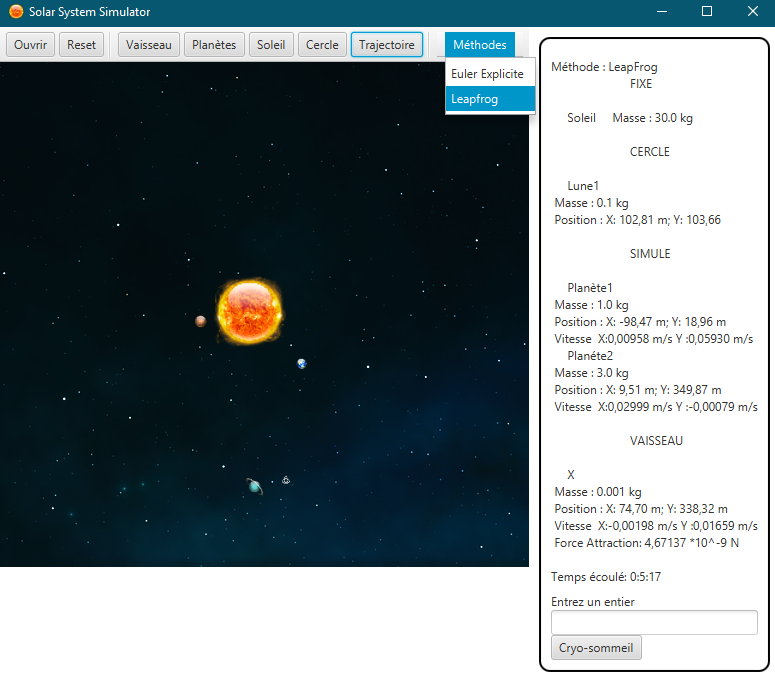 Solar System Simulator
Ouvrir Reset Vaisseau Planètes Soleil Cercle Trajectoire Méthodes
Euler Explicite
Leapfrog
Méthode : LeapFrog
FIXE
Soleil Masse : 30.0 kg
CERCLE
Lune1
Masse : 0.1 kg
Position : X: 102,81 m; Y: 103,66
SIMULE
Planète1
Masse : 1.0 kg
Position : X: -98,47 m; Y: 18,96 m
Vitesse X:0,00958 m/s Y :0,05930 m/s
Planéte2
Masse : 3.0 kg
Position : X: 9,51 m; Y: 349,87 m
Vitesse X:0,02999 m/s Y :-0,00079 m/s
VAISSEAU
X
Masse : 0.001 kg
Position : X: 74,70 m; Y: 338,32 m
Vitesse X:-0,00198 m/s Y :0,01659 m/s
Force Attraction: 4,67137 *10^-9 N
Temps écoulé: 0:5:17
Entrez un entier
Cryo-sommeil